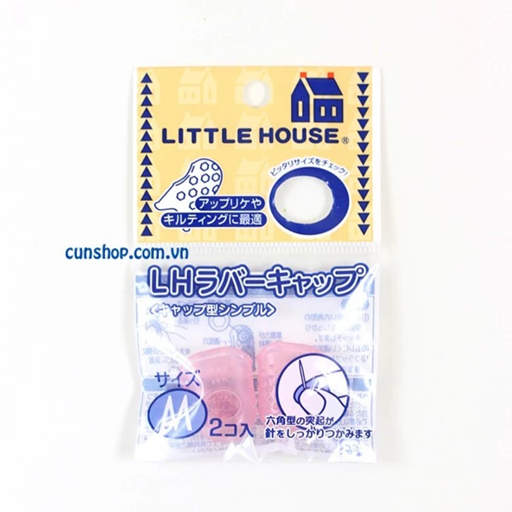 LITTLE HOUSE®
ピッタリサイズをチェック!
アップリケや
キルティングに最適
cunshop.com.vn
LHラバーキャップ
<キャップ型シンプル>
サイズ
M
2コ入
六角型の突起が
針をしっかりつかみます